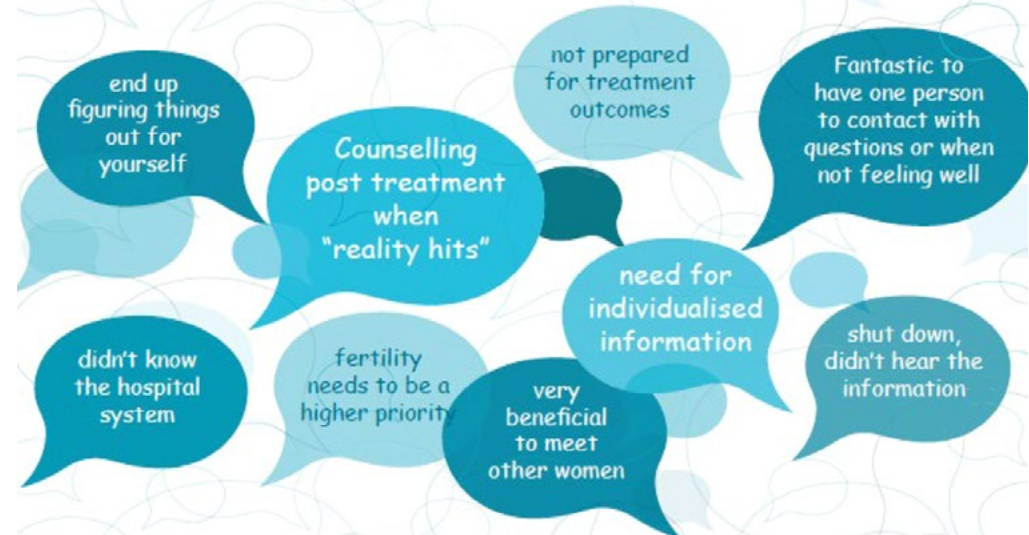 end up
figuring things
out for
yourself
Counselling
post treatment
when
"reality hits"
not prepared
for treatment
outcomes
Fantastic to
have one person
to contact with
questions or when
not feeling well
didn't know
the hospital
system
fertility
needs to be a
higher priority
very
beneficial
to meet
other women
need for
individualised
information
shut down,
didn't hear the
information